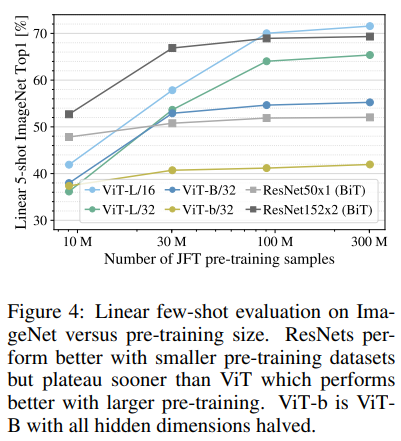 Linear 5-shot ImageNet Top1 [%]
70
60
50
40
30
ViT-L/16 ViT-B/32 ResNet50x1 (BiT)
ViT-L/32 ViT-b/32 ResNet152x2 (BiT)
10 M 30 M 100 M 300 M
Number of JFT pre-training samples
Figure 4: Linear few-shot evaluation on Ima-
geNet versus pre-training size. ResNets per-
form better with smaller pre-training datasets
but plateau sooner than ViT which performs
better with larger pre-training. ViT-b is ViT-
B with all hidden dimensions halved.